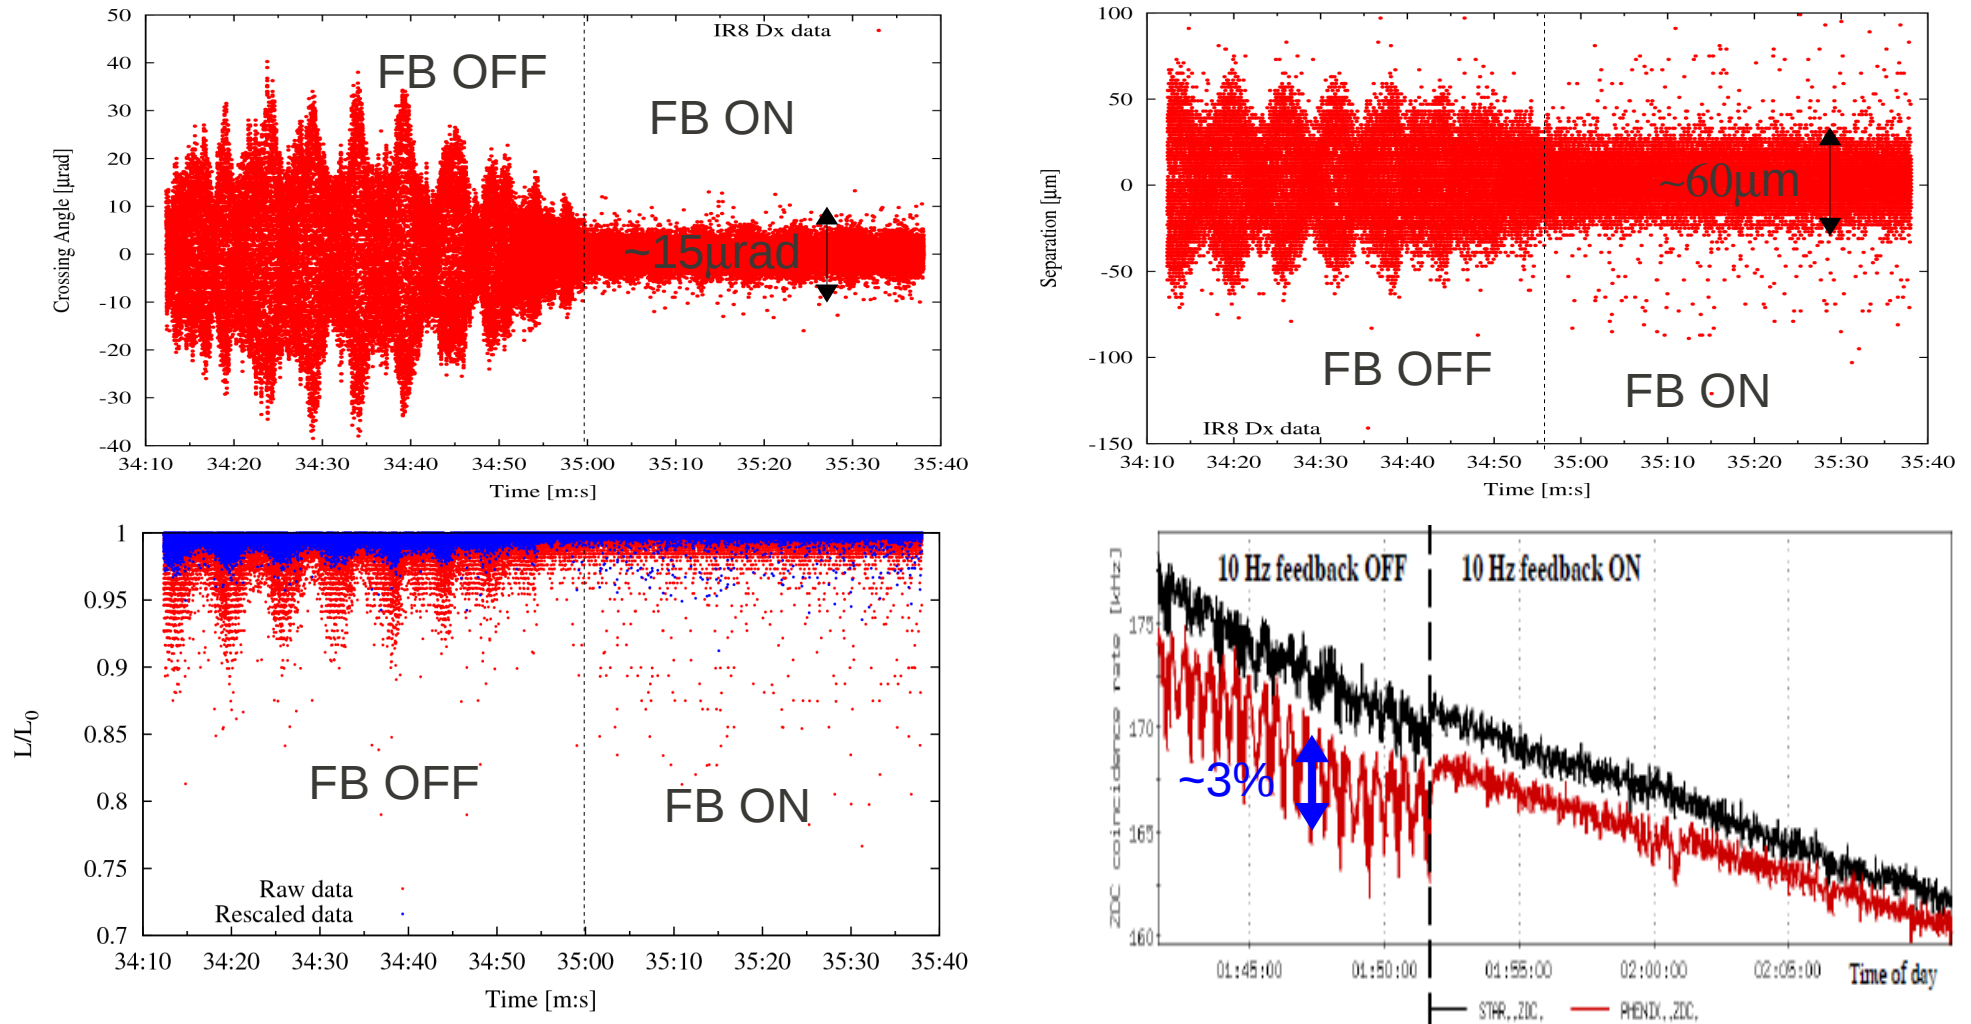 IR8 Dx data
FB OFF
FB ON
~15μrad
50
40
30
20
10
0
-10
-20
-30
-40
Crossing Angle [μrad]
34:10 34:20 34:30 34:40 34:50 35:00 35:10 35:20 35:30 35:40
Time [m:s]
100
50
0
-50
-100
-150
Separation [μm]
~60μm
FB OFF
FB ON
IR8 Dx data
34:10 34:20 34:30 34:40 34:50 35:00 35:10 35:20 35:30 35:40
Time [m:s]
1
0.95
0.9
0.85
0.8
0.75
0.7
L/L0
FB OFF
FB ON
Raw data
Rescaled data
34:10 34:20 34:30 34:40 34:50 35:00 35:10 35:20 35:30 35:40
Time [m:s]
10 Hz feedback OFF
10 Hz feedback ON
ZDC coincidence rate [kHz]
175
170
165
160
~3%
01:45:00 01:50:00 01:55:00 02:00:00 02:05:00
Time of day
STAR,,ZDC, PHENIX,,ZDC,